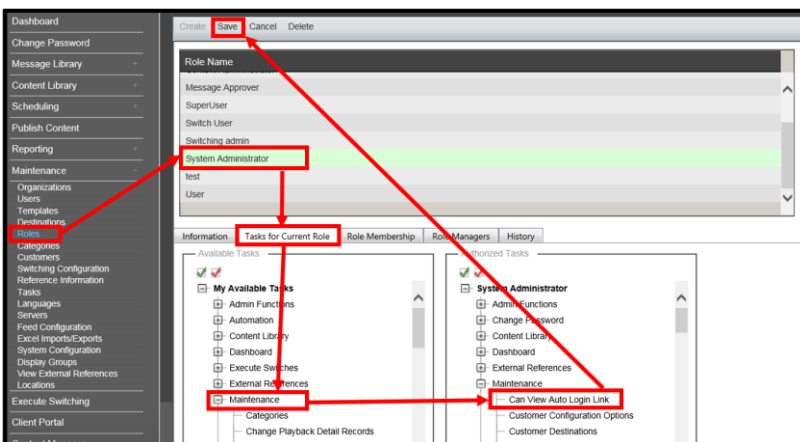 Dashboard
Change Password
Message Library +
Content Library +
Scheduling +
Publish Content
Reporting +
Maintenance −
Organizations
Users
Templates
Destinations
Roles
Categories
Customers
Switching Configuration
Reference Information
Tasks
Languages
Servers
Feed Configuration
Excel Imports/Exports
System Configuration
Display Groups
View External References
Locations
Execute Switching
Client Portal
Create Save Cancel Delete
Role Name
Message Approver
SuperUser
Switch User
Switching admin
System Administrator
test
User
Information Tasks for Current Role Role Membership Role Managers History
Available Tasks
My Available Tasks
Admin Functions
Automation
Content Library
Dashboard
Execute Switches
External References
Maintenance
Categories
Change Playback Detail Records
Authorized Tasks
System Administrator
Admin Functions
Change Password
Content Library
Dashboard
External References
Maintenance
Can View Auto Login Link
Customer Configuration Options
Customer Destinations